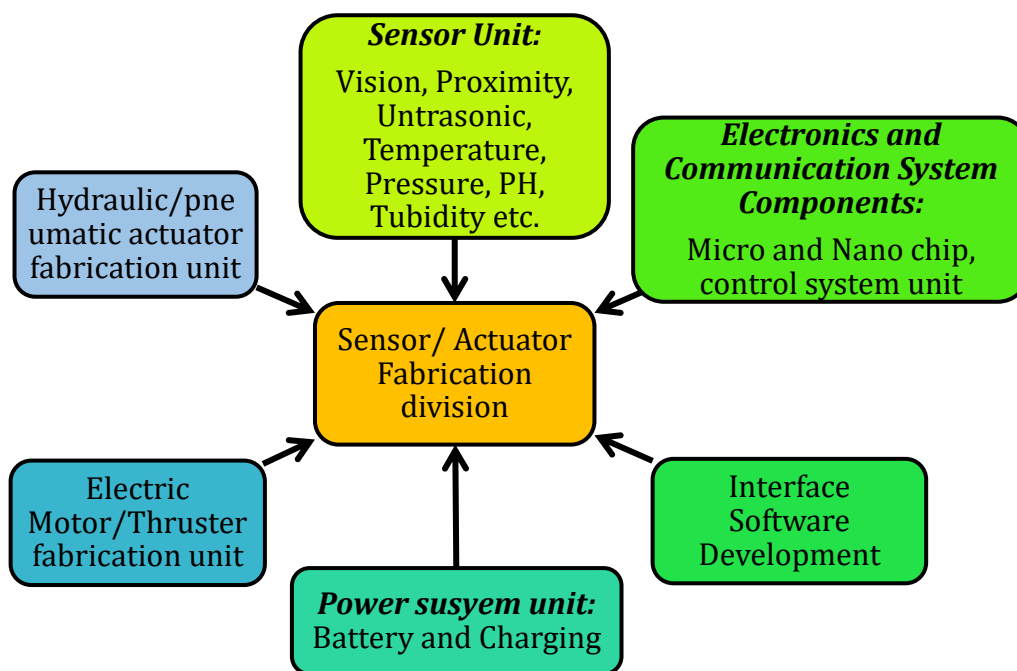 Sensor Unit:
Vision, Proximity,
Untrasonic,
Temperature,
Pressure, PH,
Tubidity etc.
Electronics and
Communication System
Components:
Micro and Nano chip,
control system unit
Hydraulic/pne
umatic actuator
fabrication unit
Sensor/ Actuator
Fabrication
division
Electric
Motor/Thruster
fabrication unit
Interface
Software
Development
Power susyem unit:
Battery and Charging